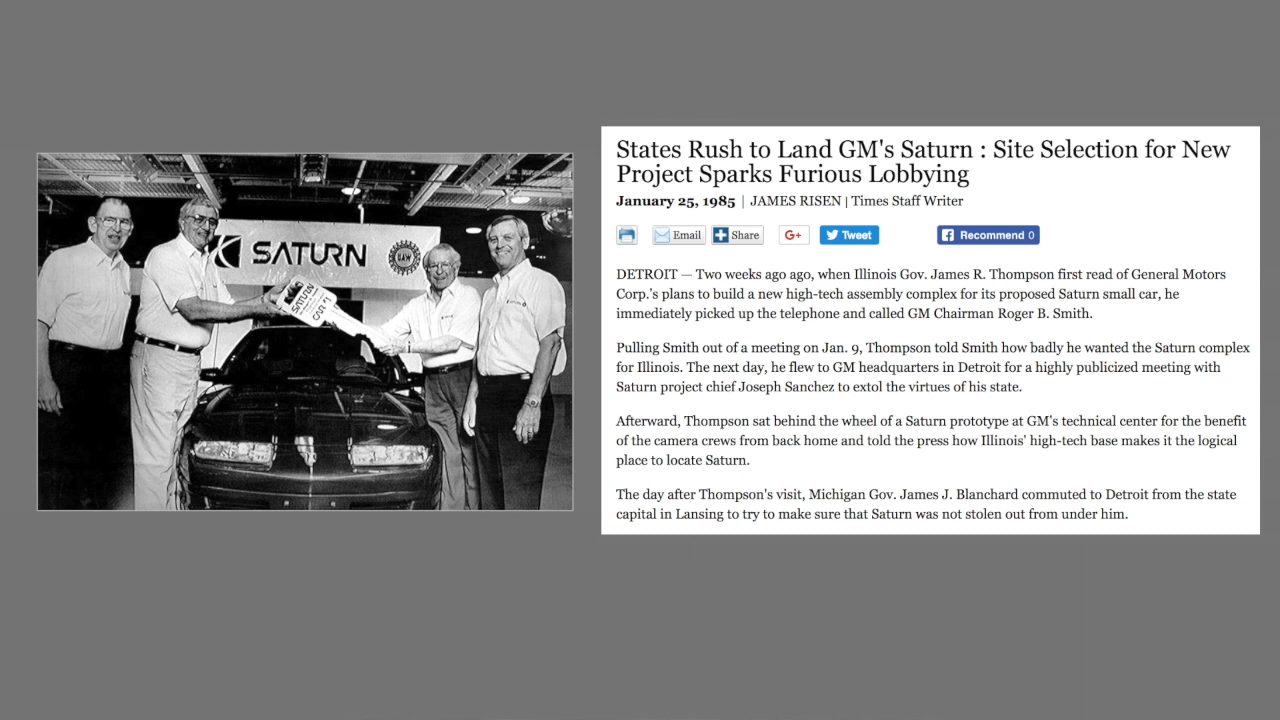 SATURN
UAW
SATURN
CAR #1
States Rush to Land GM's Saturn : Site Selection for New
Project Sparks Furious Lobbying
January 25, 1985 | JAMES RISEN | Times Staff Writer
Email Share G+ Tweet Recommend 0
DETROIT — Two weeks ago ago, when Illinois Gov. James R. Thompson first read of General Motors
Corp.'s plans to build a new high-tech assembly complex for its proposed Saturn small car, he
immediately picked up the telephone and called GM Chairman Roger B. Smith.
Pulling Smith out of a meeting on Jan. 9, Thompson told Smith how badly he wanted the Saturn complex
for Illinois. The next day, he flew to GM headquarters in Detroit for a highly publicized meeting with
Saturn project chief Joseph Sanchez to extol the virtues of his state.
Afterward, Thompson sat behind the wheel of a Saturn prototype at GM's technical center for the benefit
of the camera crews from back home and told the press how Illinois' high-tech base makes it the logical
place to locate Saturn.
The day after Thompson's visit, Michigan Gov. James J. Blanchard commuted to Detroit from the state
capital in Lansing to try to make sure that Saturn was not stolen out from under him.